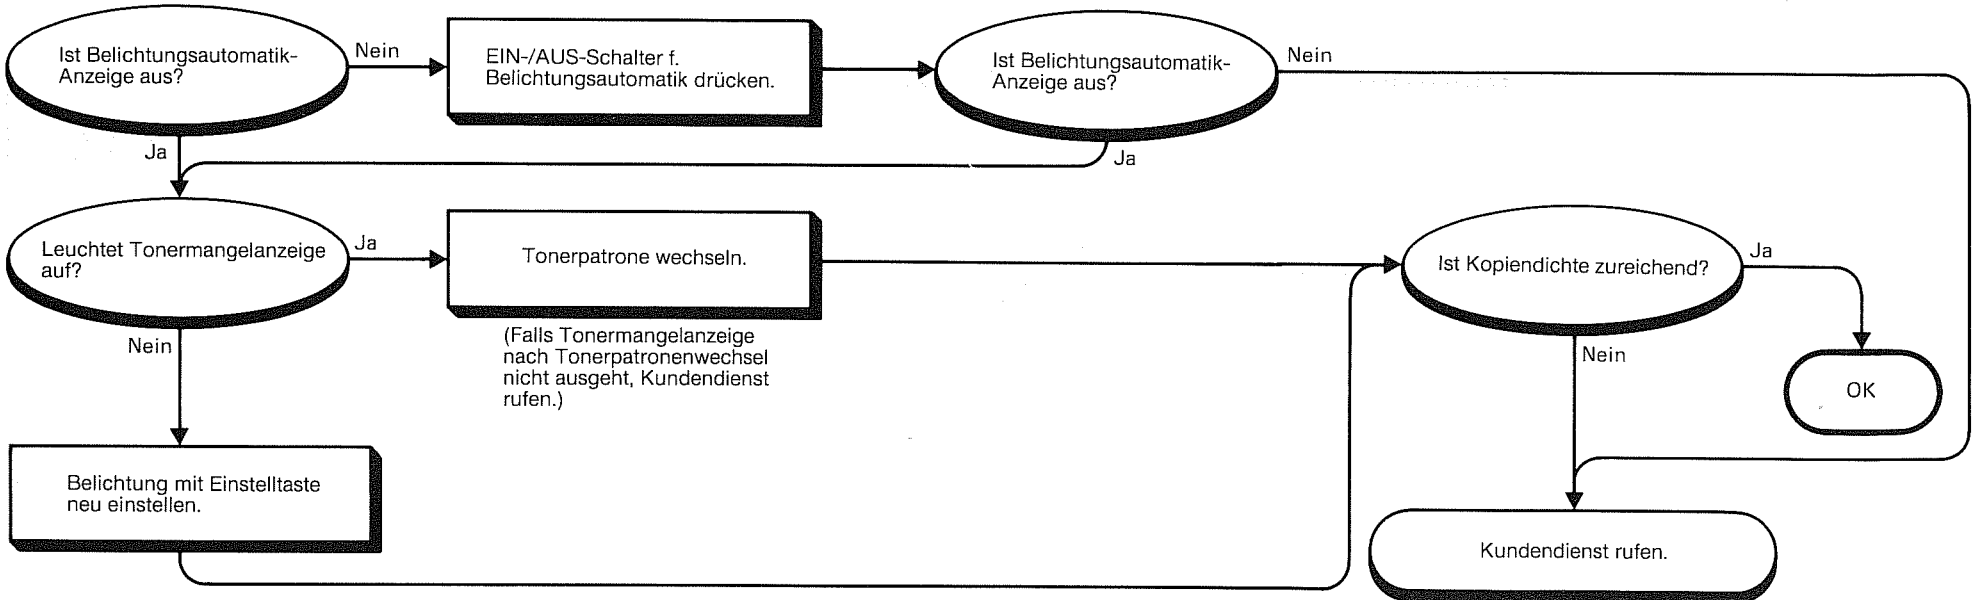 Ist Belichtungsautomatik-
Anzeige aus?
Nein
EIN-/AUS-Schalter f.
Belichtungsautomatik drücken.
Ist Belichtungsautomatik-
Anzeige aus?
Nein
Ja
Ja
Leuchtet Tonermangelanzeige
auf?
Ja
Tonerpatrone wechseln.
(Falls Tonermangelanzeige
nach Tonerpatronenwechsel
nicht ausgeht, Kundendienst
rufen.)
Ist Kopiendichte zureichend?
Ja
Nein
Nein
OK
Belichtung mit Einstelltaste
neu einstellen.
Kundendienst rufen.